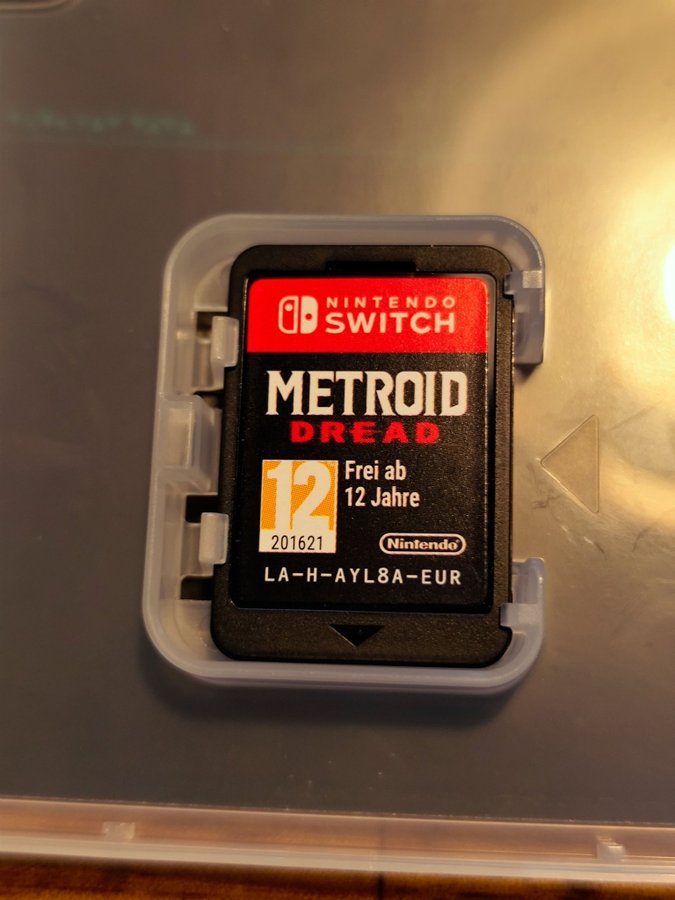 NINTENDO
SWITCH
METROID
DREAD
12
201621
Frei ab
12 Jahre
Nintendo
LA-H-AYL8A-EUR